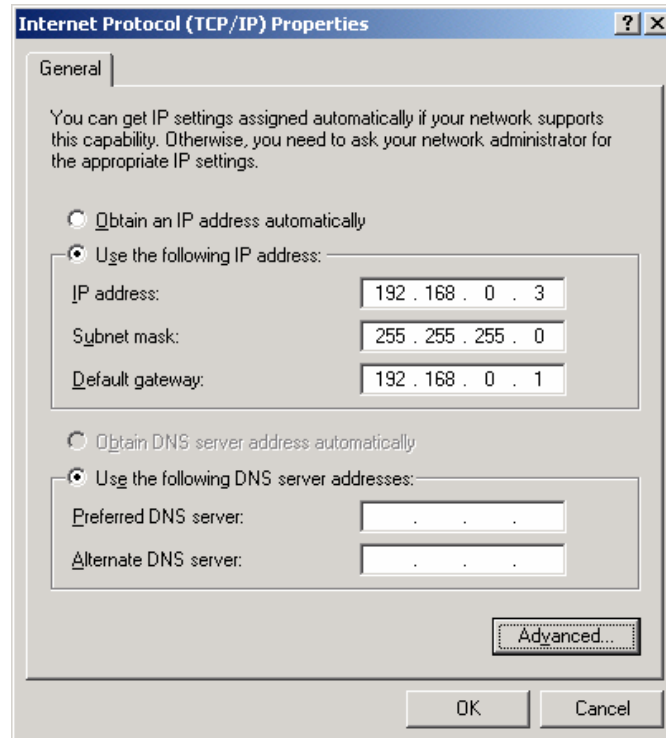 Internet Protocol (TCP/IP) Properties
General
You can get IP settings assigned automatically if your network supports
this capability. Otherwise, you need to ask your network administrator for
the appropriate IP settings.
Obtain an IP address automatically
Use the following IP address:
IP address: 192 . 168 . 0 . 3
Subnet mask: 255 . 255 . 255 . 0
Default gateway: 192 . 168 . 0 . 1
Obtain DNS server address automatically
Use the following DNS server addresses:
Preferred DNS server: . . .
Alternate DNS server: . . .
Advanced...
OK Cancel